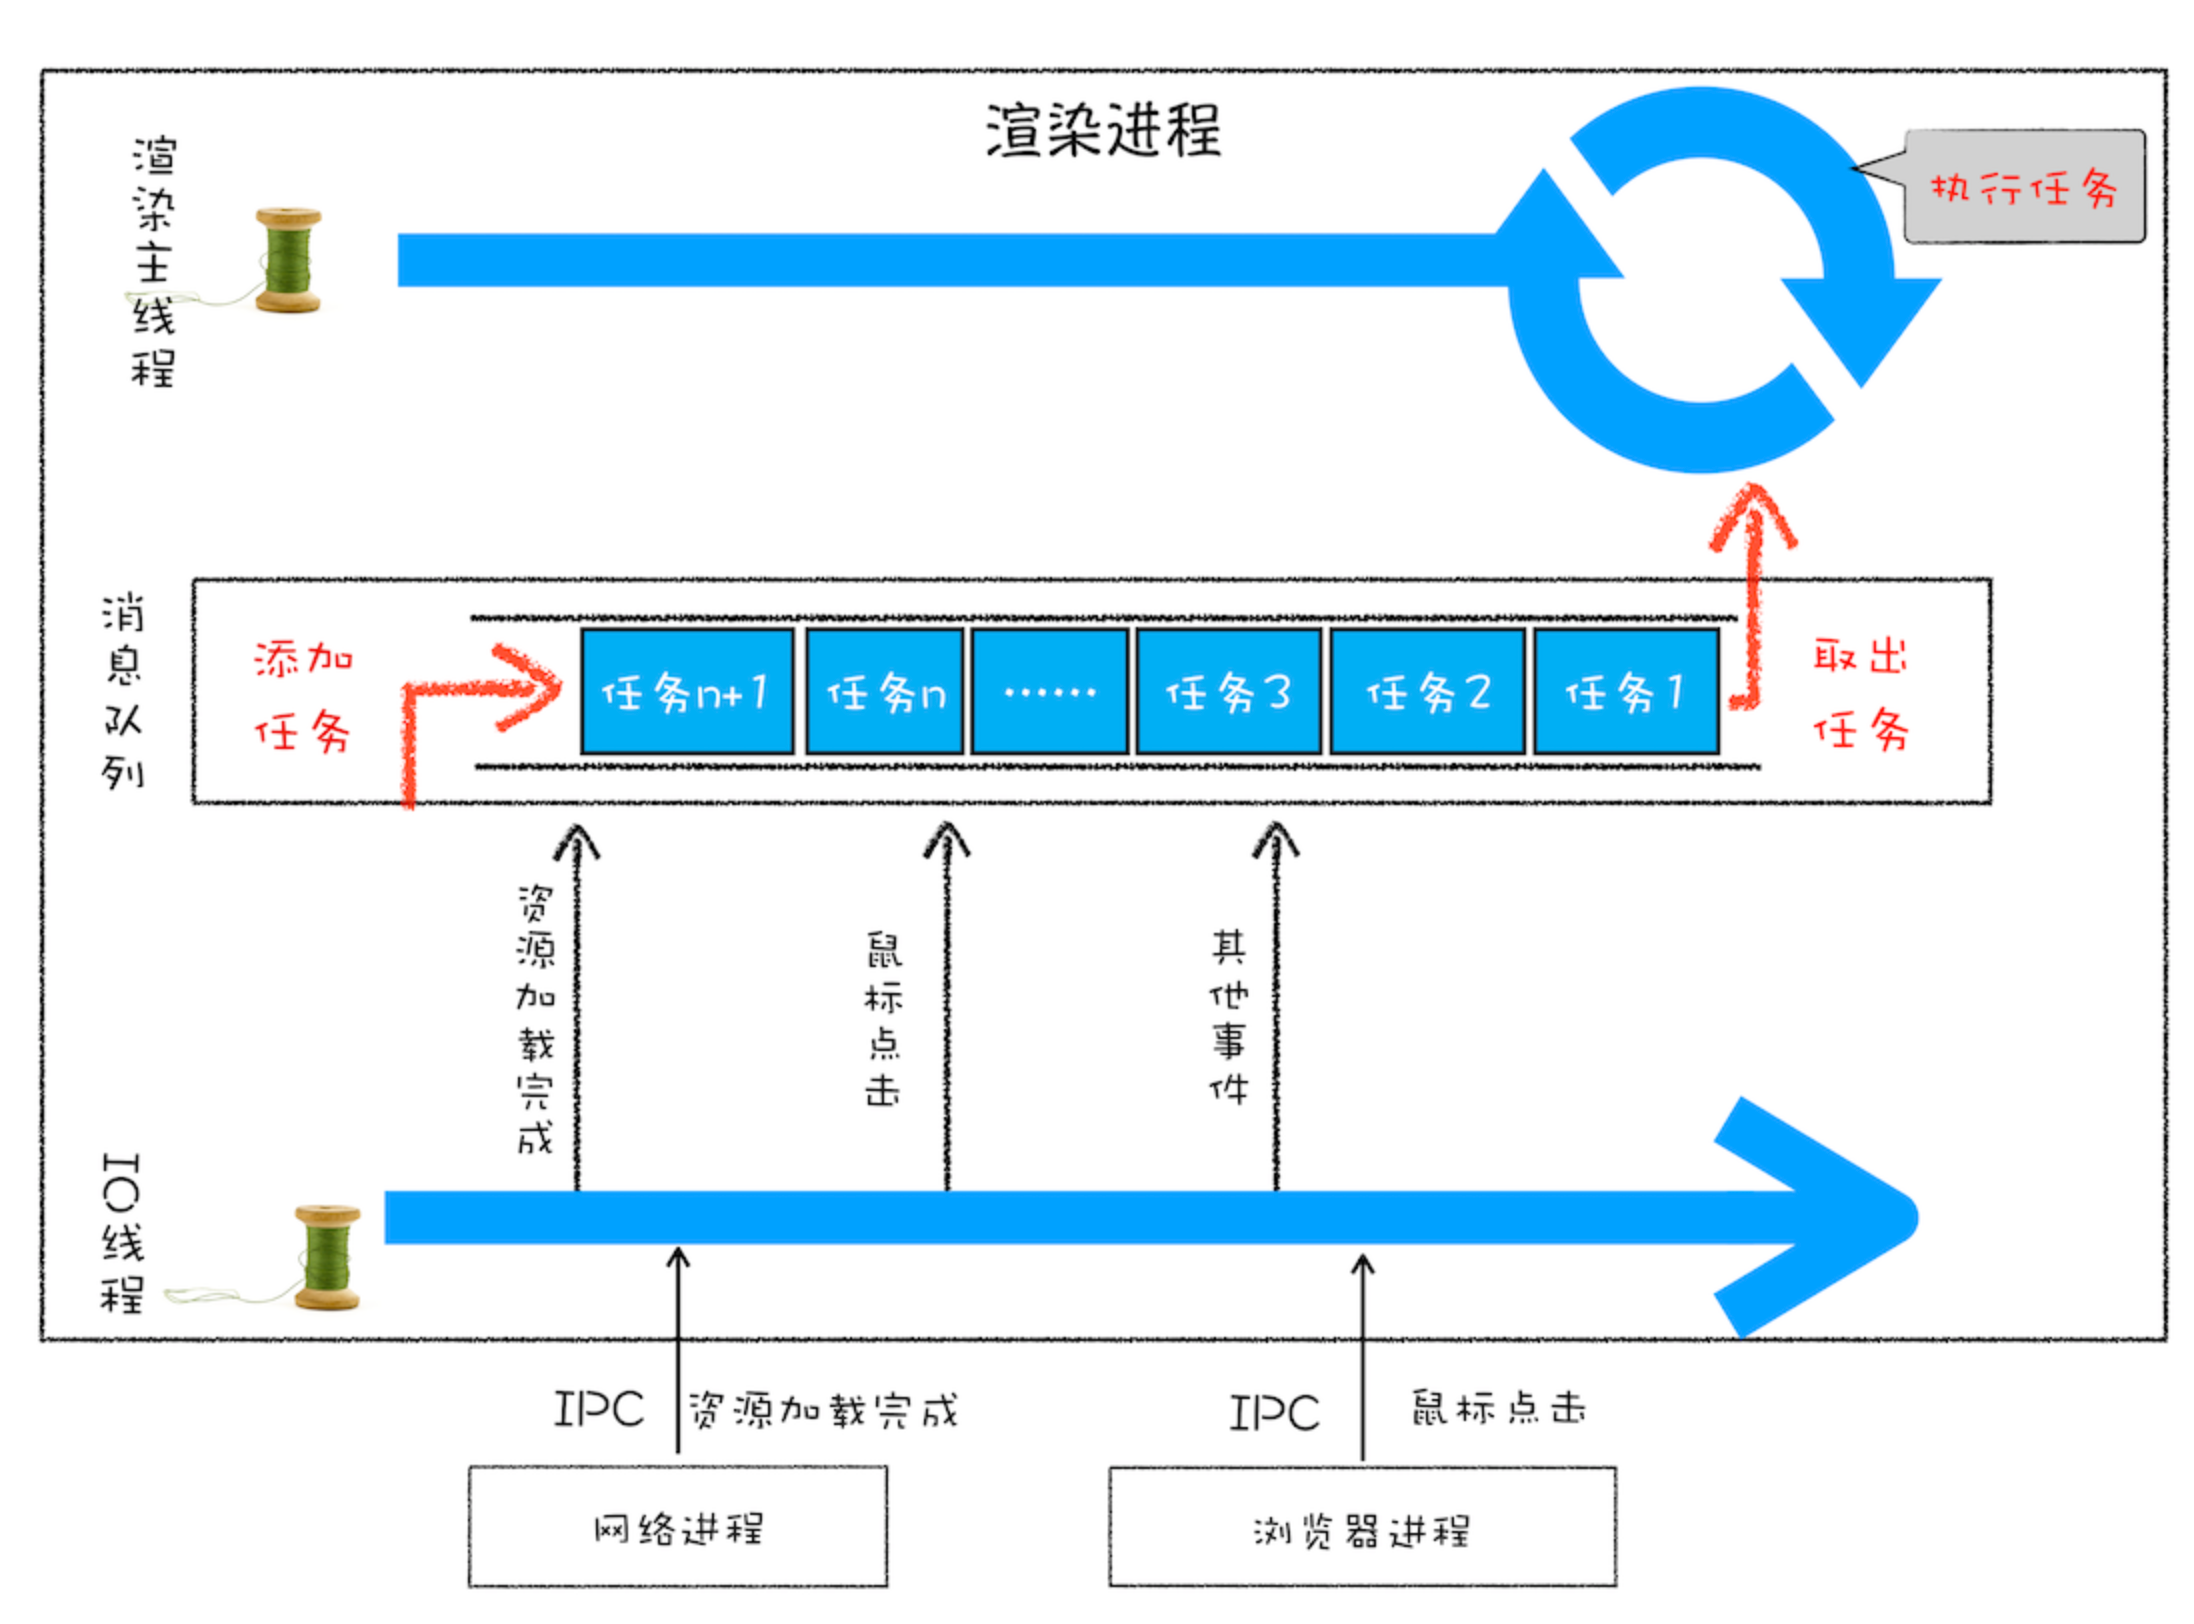 渲染进程
渲染主线程
执行任务
消息队列
添加
任务
任务n+1
任务n
……
任务3
任务2
任务1
取出
任务
资源加载完成
鼠标点击
其他事件
IO线程
IPC
资源加载完成
IPC
鼠标点击
网络进程
浏览器进程